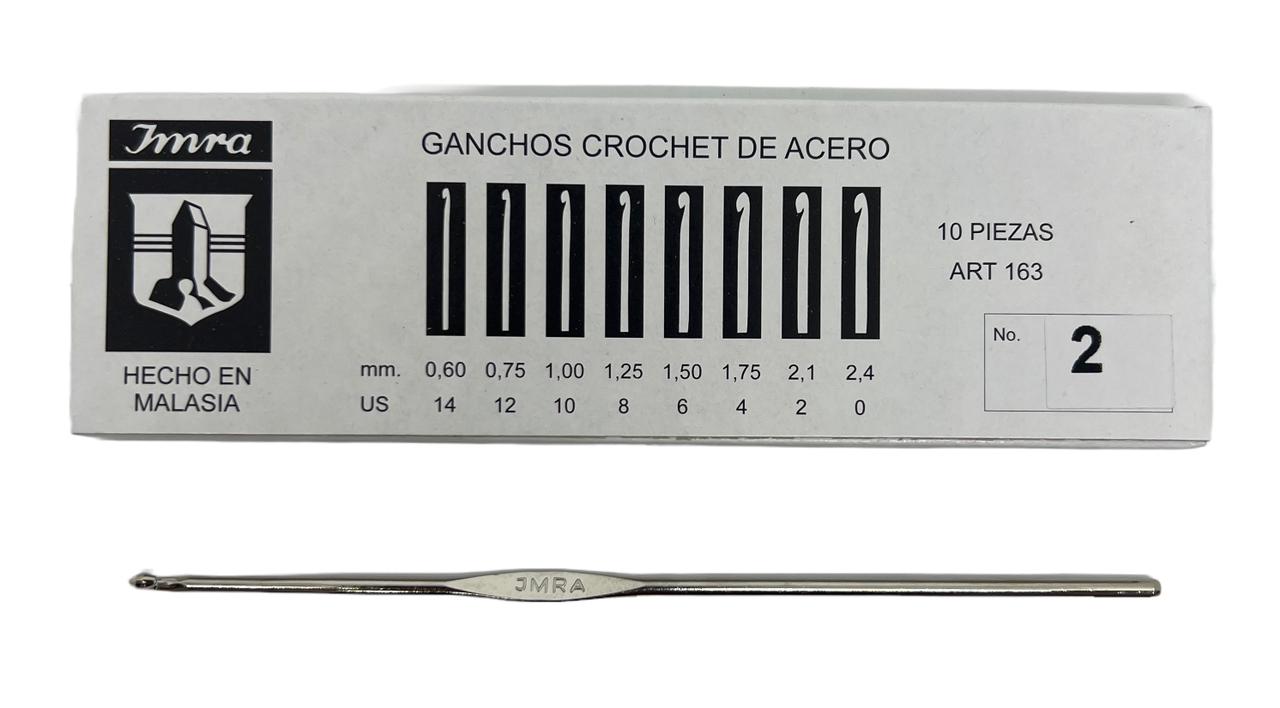 Imra
HECHO EN
MALASIA
GANCHOS CROCHET DE ACERO
mm. 0,60 0,75 1,00 1,25 1,50 1,75 2,1 2,4
US 14 12 10 8 6 4 2 0
10 PIEZAS
ART 163
No. 2
JMRA